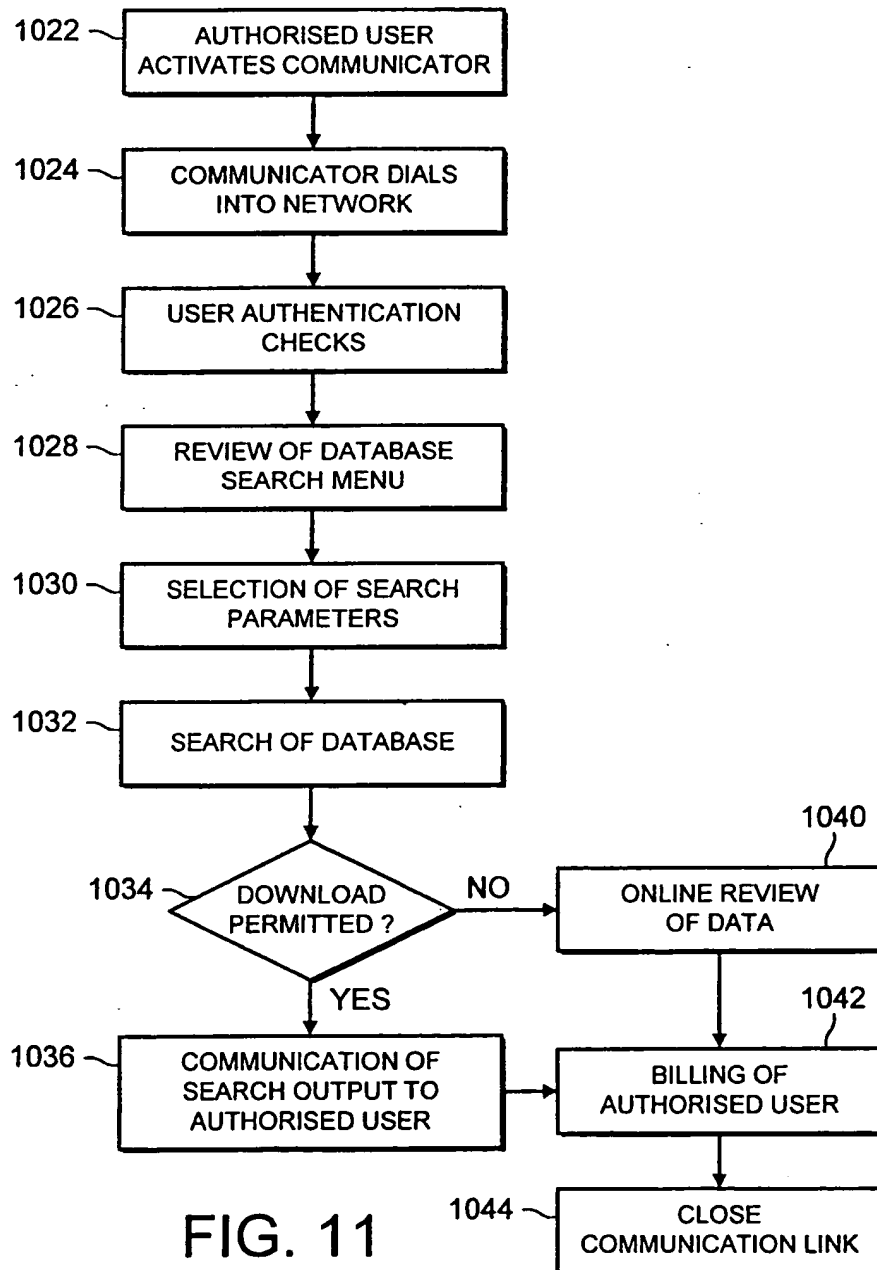 1022
AUTHORISED USER
ACTIVATES COMMUNICATOR
1024
COMMUNICATOR DIALS
INTO NETWORK
1026
USER AUTHENTICATION
CHECKS
1028
REVIEW OF DATABASE
SEARCH MENU
1030
SELECTION OF SEARCH
PARAMETERS
1032
SEARCH OF DATABASE
1034
DOWNLOAD
PERMITTED ?
NO
YES
1040
ONLINE REVIEW
OF DATA
1036
COMMUNICATION OF
SEARCH OUTPUT TO
AUTHORISED USER
1042
BILLING OF
AUTHORISED USER
1044
CLOSE
COMMUNICATION LINK
FIG. 11